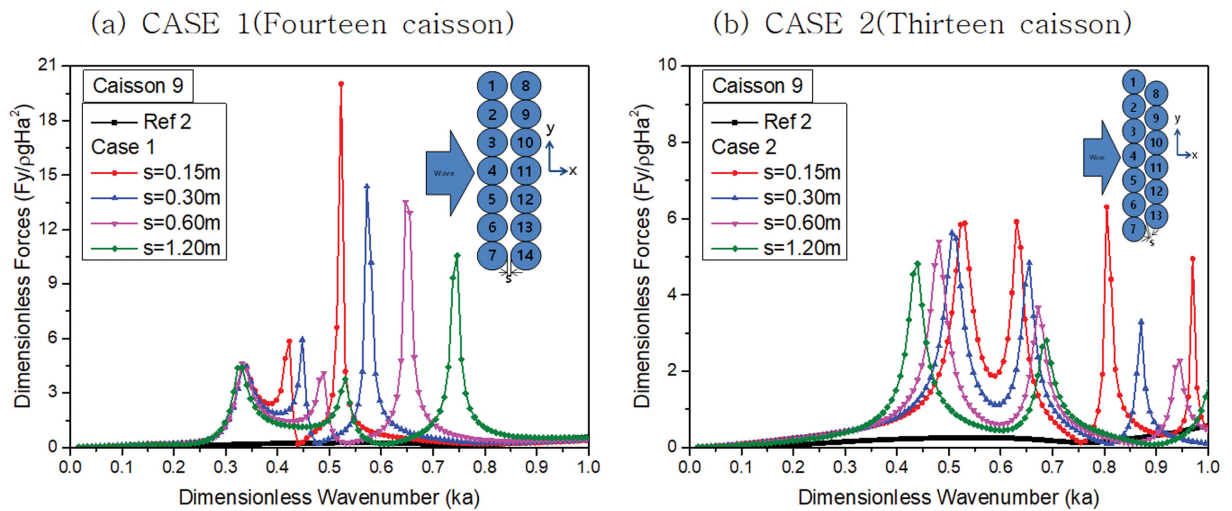 (a) CASE 1(Fourteen caisson)
(b) CASE 2(Thirteen caisson)
Dimensionless Forces (Fy/ρgHa²)
21
18
15
12
9
6
3
0
Caisson 9
Ref 2
Case 1
s=0.15m
s=0.30m
s=0.60m
s=1.20m
Wave
1 8
2 9
3 10
4 11
5 12
6 13
7 14
s
y
x
0.0 0.1 0.2 0.3 0.4 0.5 0.6 0.7 0.8 0.9 1.0
Dimensionless Wavenumber (ka)
Dimensionless Forces (Fy/ρgHa²)
10
8
6
4
2
0
Caisson 9
Ref 2
Case 2
s=0.15m
s=0.30m
s=0.60m
s=1.20m
Wave
1
8
2
9
3
10
4
11
5
12
6
13
7
s
y
x
0.0 0.1 0.2 0.3 0.4 0.5 0.6 0.7 0.8 0.9 1.0
Dimensionless Wavenumber (ka)